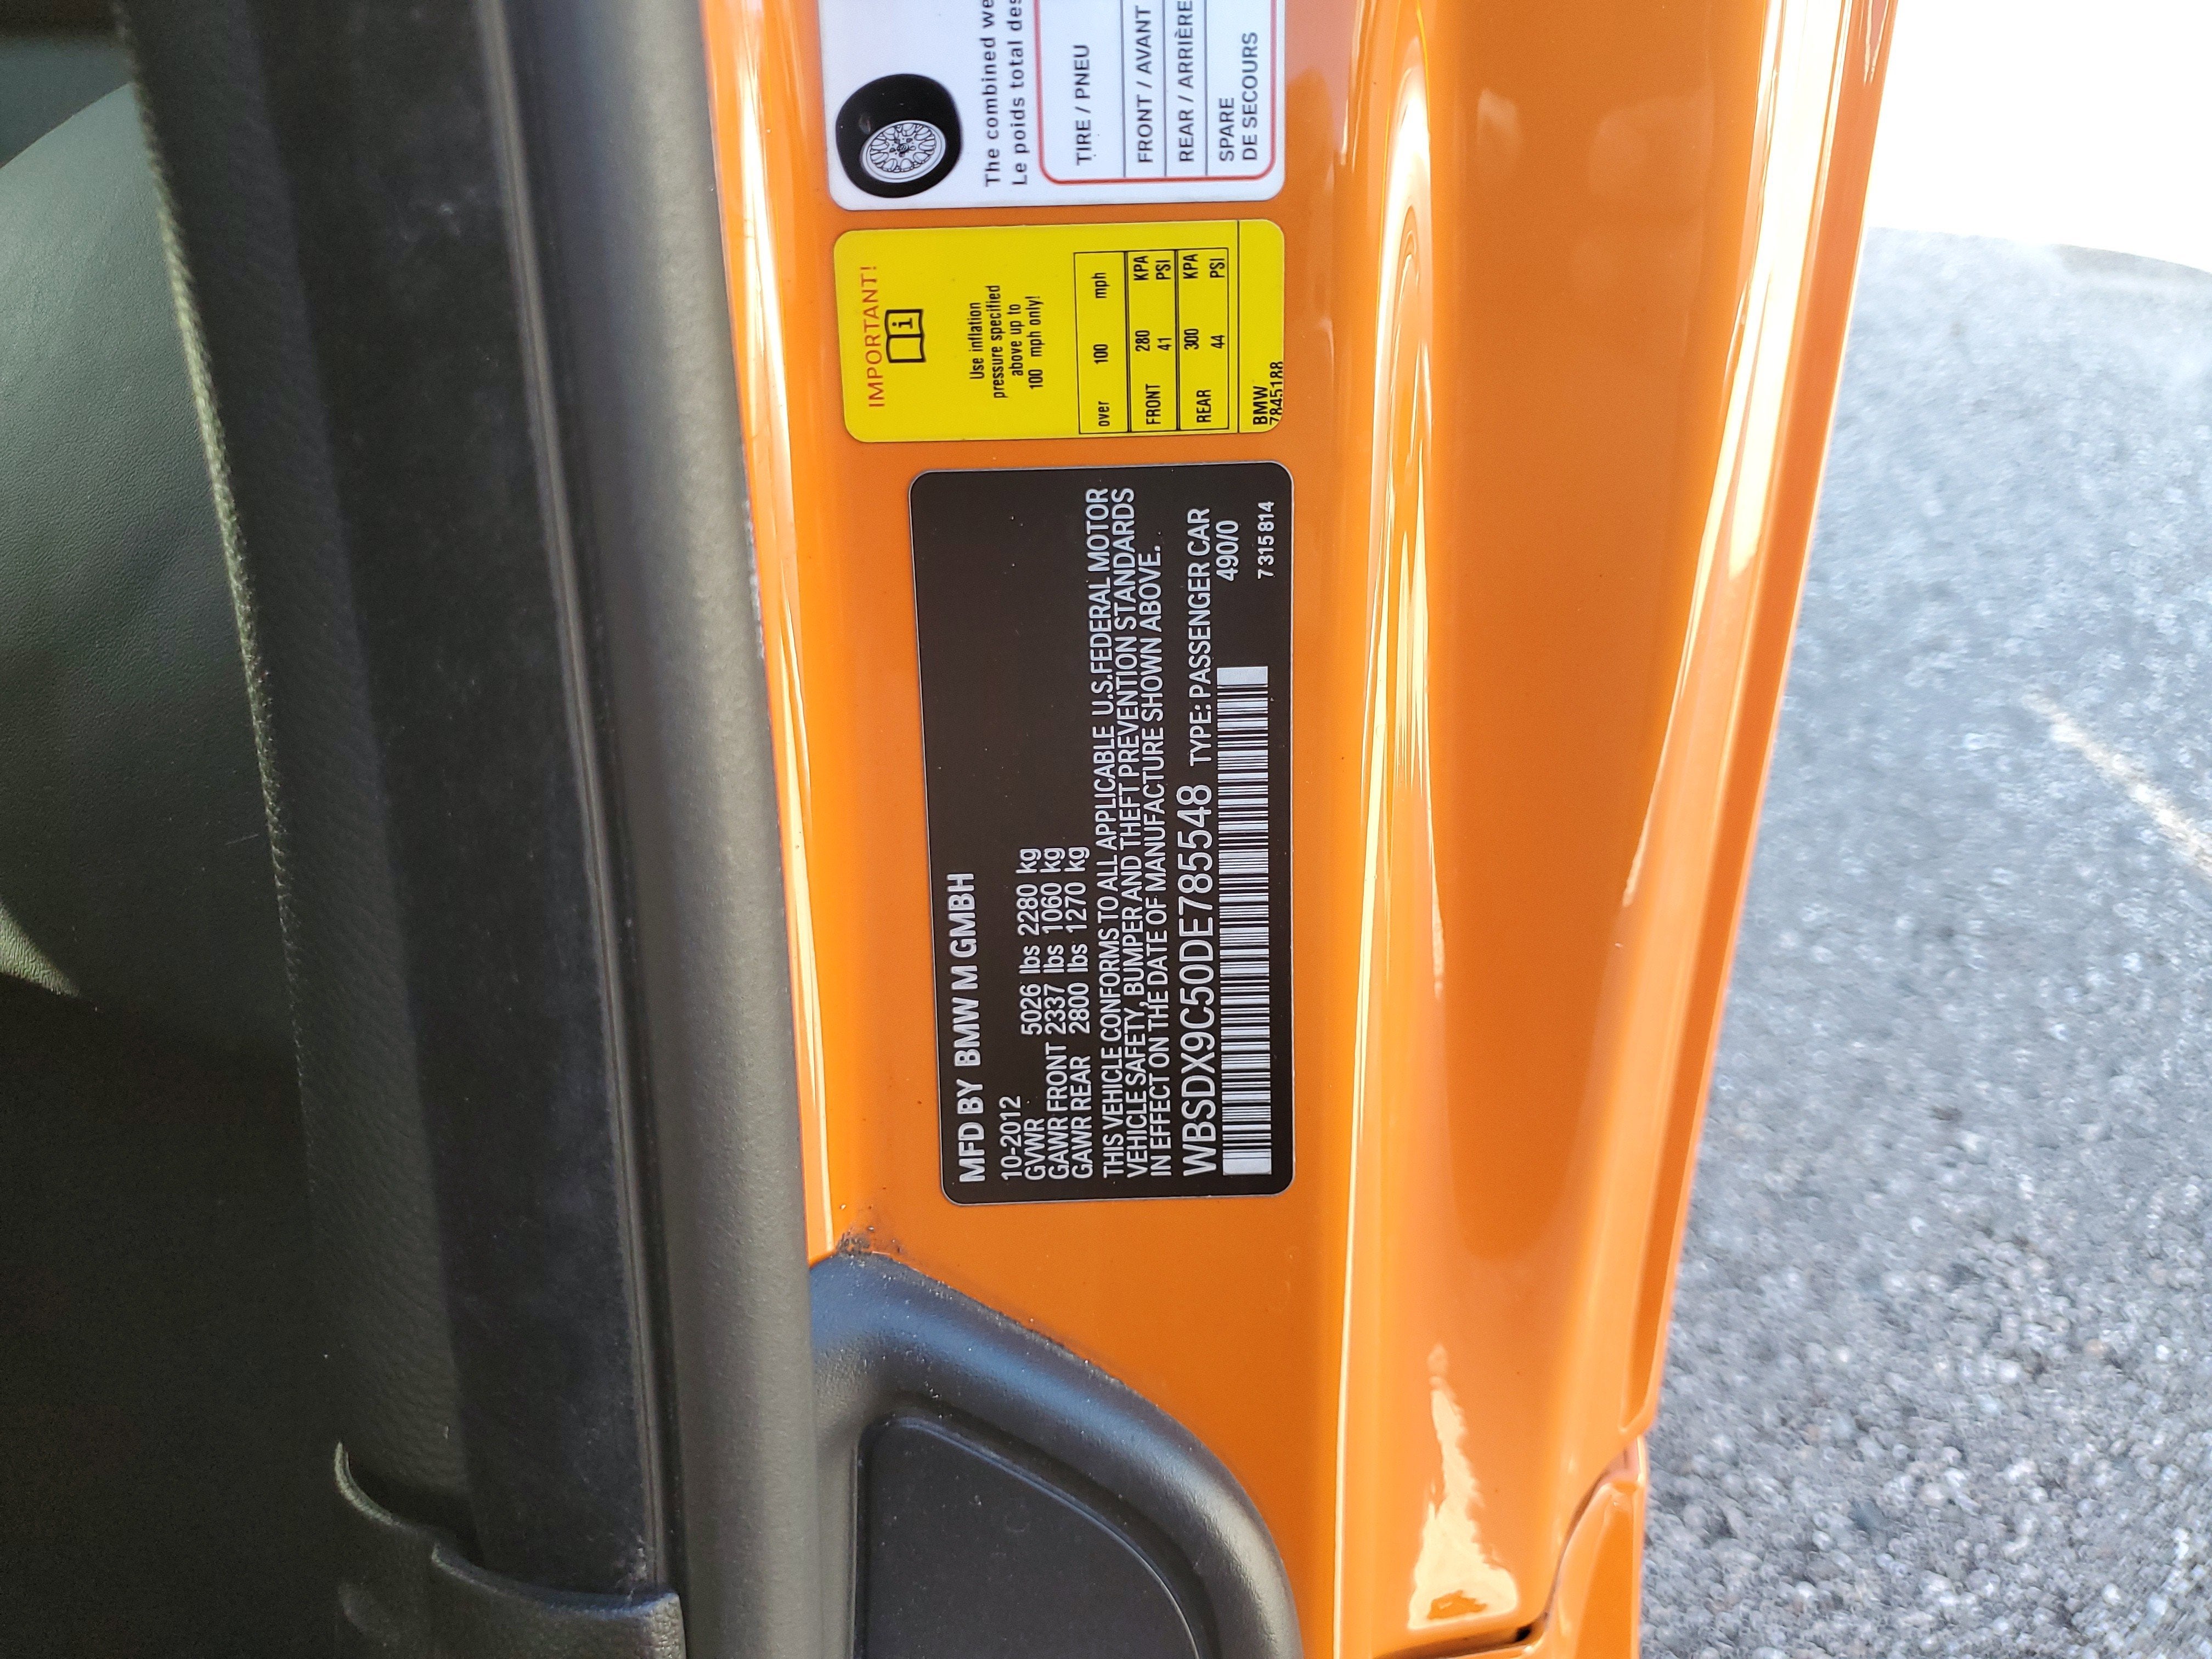 MFD BY BMW M GMBH
10-2012
GVWR 5026 lbs 2280 kg
GAWR FRONT 2337 lbs 1060 kg
GAWR REAR 2800 lbs 1270 kg
THIS VEHICLE CONFORMS TO ALL APPLICABLE U.S.FEDERAL MOTOR
VEHICLE SAFETY, BUMPER AND THEFT PREVENTION STANDARDS
IN EFFECT ON THE DATE OF MANUFACTURE SHOWN ABOVE.
WBSDX9C50DE785548 TYPE: PASSENGER CAR
490/0
7315814
IMPORTANT!
i
Use inflation
pressure specified
above up to
100 mph only!
over 100 mph
FRONT 280 KPA
41 PSI
REAR 300 KPA
44 PSI
BMW
7845188
The combined we
Le poids total des
TIRE / PNEU
FRONT / AVANT
REAR / ARRIÈRE
SPARE
DE SECOURS